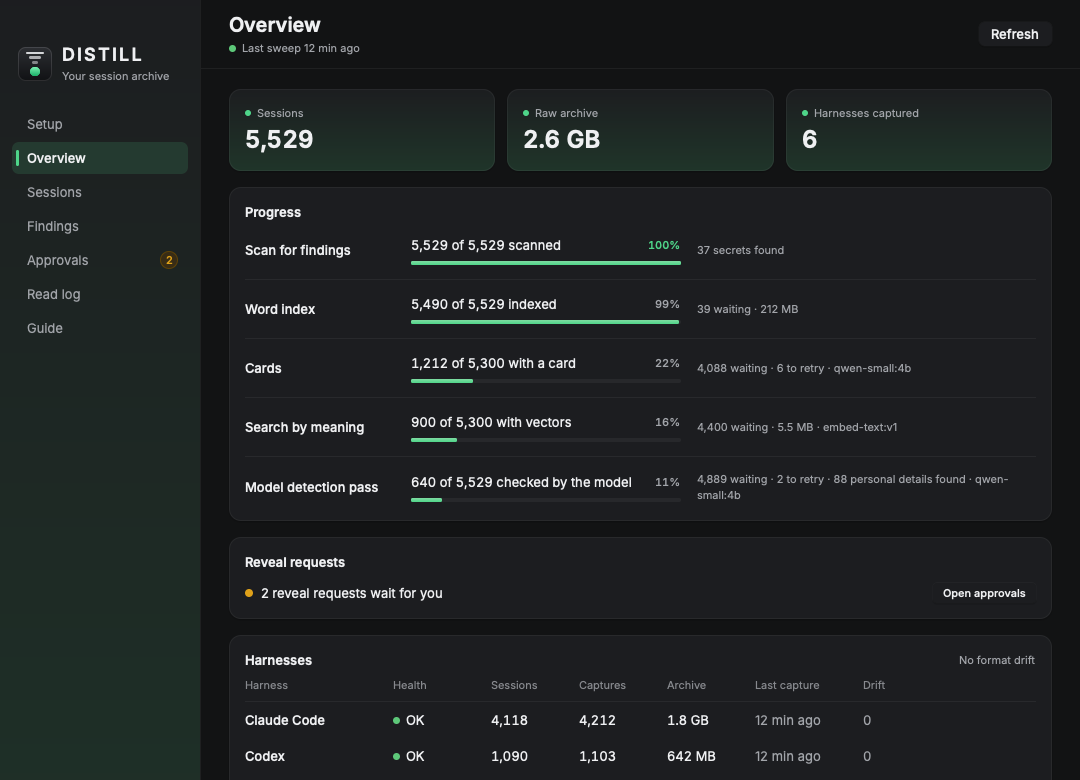 DISTILL
Your session archive
Setup
Overview
Sessions
Findings
Approvals 2
Read log
Guide
Overview
Last sweep 12 min ago
Refresh
Sessions
5,529
Raw archive
2.6 GB
Harnesses captured
6
Progress
Scan for findings
5,529 of 5,529 scanned 100%
37 secrets found
Word index
5,490 of 5,529 indexed 99%
39 waiting · 212 MB
Cards
1,212 of 5,300 with a card 22%
4,088 waiting · 6 to retry · qwen-small:4b
Search by meaning
900 of 5,300 with vectors 16%
4,400 waiting · 5.5 MB · embed-text:v1
Model detection pass
640 of 5,529 checked by the model 11%
4,889 waiting · 2 to retry · 88 personal details found · qwen-
small:4b
Reveal requests
2 reveal requests wait for you
Open approvals
Harnesses
No format drift
Harness Health Sessions Captures Archive Last capture Drift
Claude Code OK 4,118 4,212 1.8 GB 12 min ago 0
Codex OK 1,090 1,103 642 MB 12 min ago 0